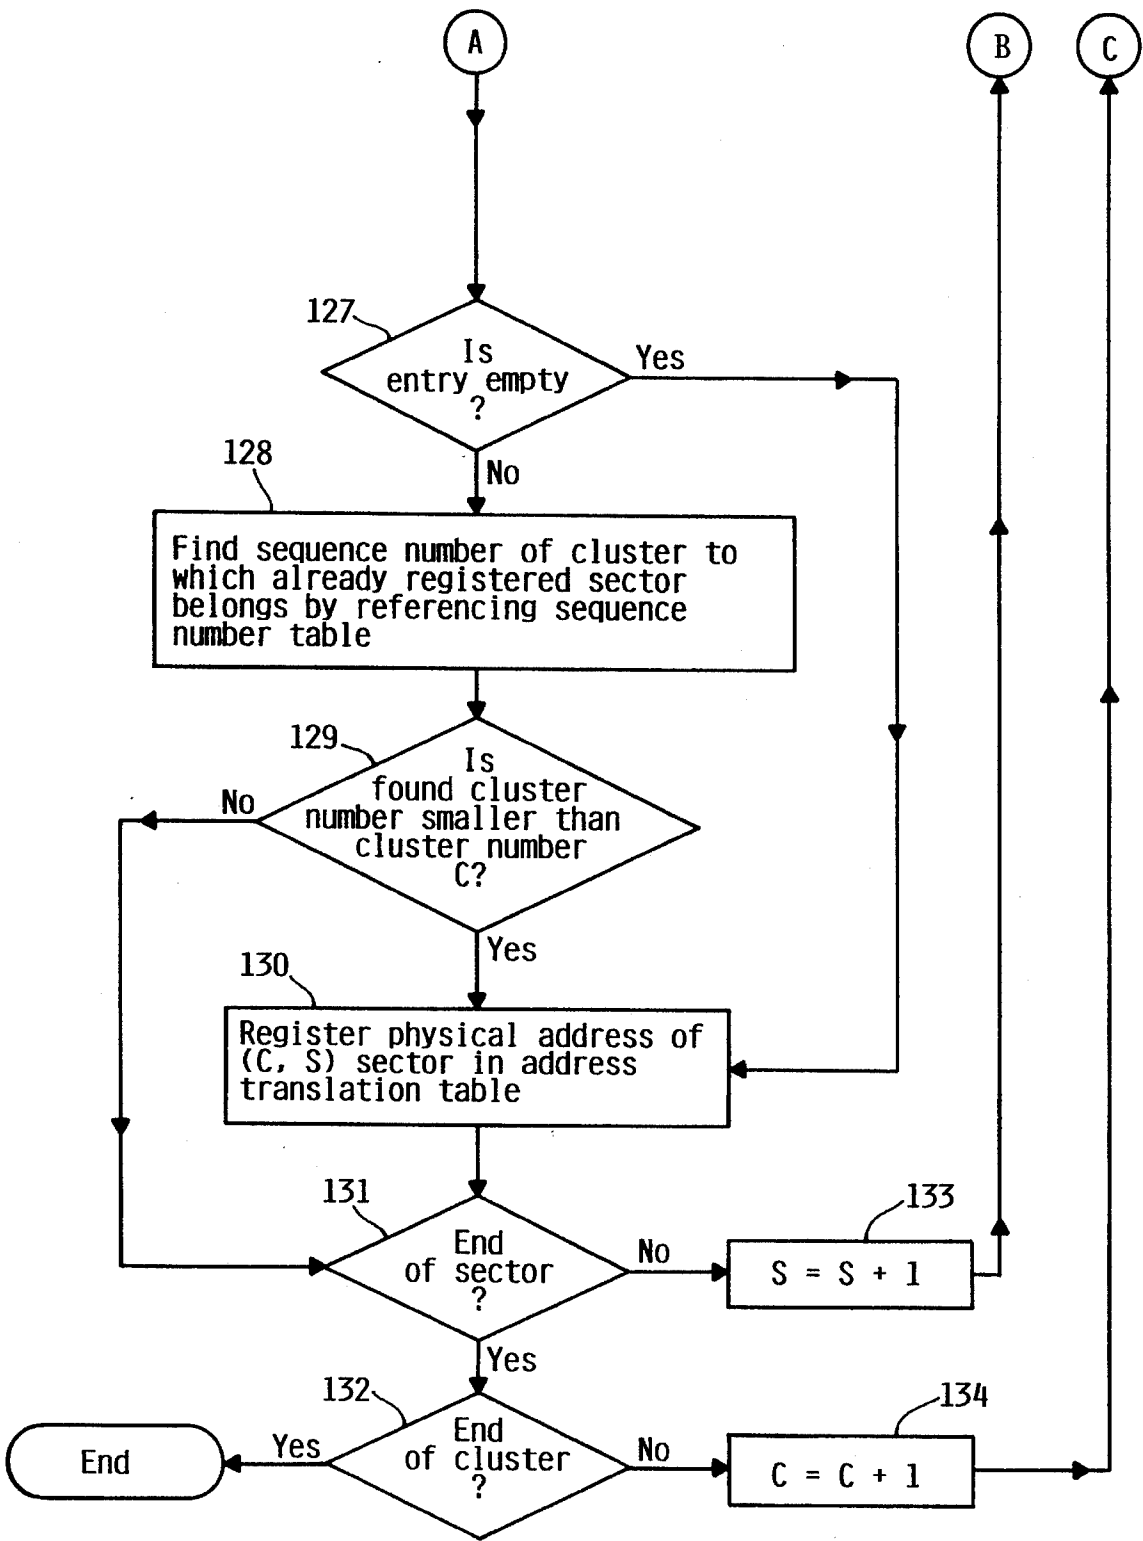 A
B
C
127
Is
entry empty
?
Yes
No
128
Find sequence number of cluster to
which already registered sector
belongs by referencing sequence
number table
129
Is
found cluster
number smaller than
cluster number
C?
No
Yes
130
Register physical address of
(C, S) sector in address
translation table
131
End
of sector
?
No
133
S = S + 1
Yes
132
End
of cluster
?
Yes
End
No
134
C = C + 1